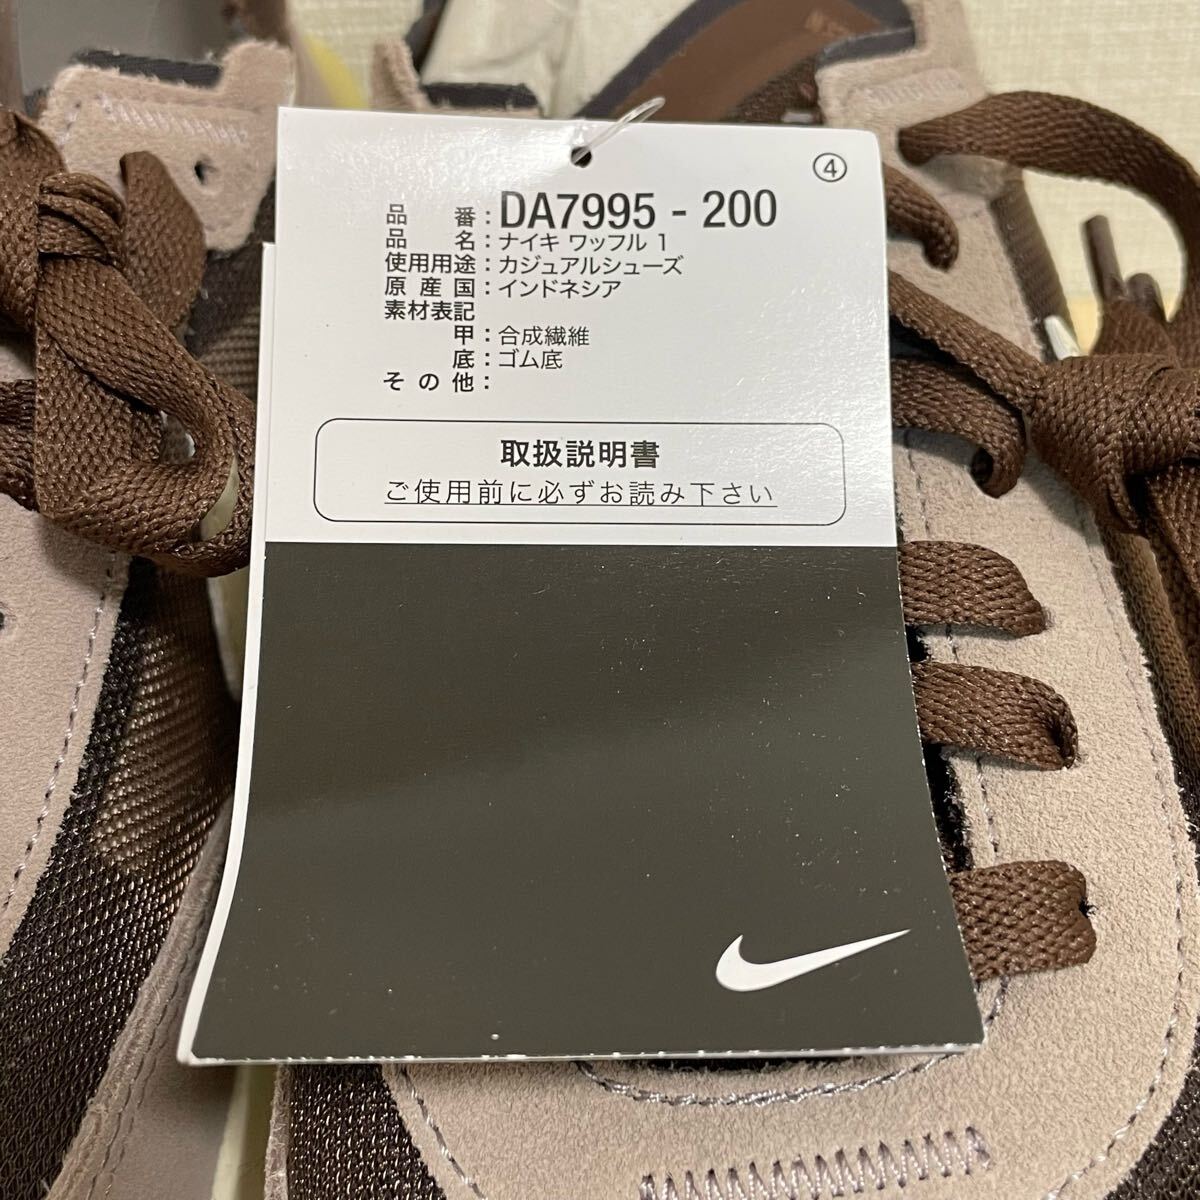 ④
品番:DA7995 - 200
品名:ナイキ ワッフル 1
使用用途:カジュアルシューズ
原産国:インドネシア
素材表記
甲:合成繊維
底:ゴム底
その他:
取扱説明書
ご使用前に必ずお読み下さい